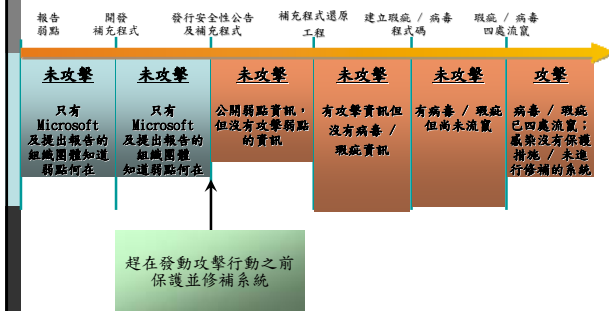 報告
弱點
開發
補充程式
發行安全性公告
及補充程式
補充程式還原
工程
建立瑕疵 / 病毒
程式碼
瑕疵 / 病毒
四處流竄
未攻擊
只有
Microsoft
及提出報告的
組織團體知道
弱點何在
未攻擊
只有
Microsoft
及提出報告的
組織團體
知道弱點何在
未攻擊
公開弱點資訊，
但沒有攻擊弱點
的資訊
未攻擊
有攻擊資訊但
沒有病毒 /
瑕疵資訊
未攻擊
有病毒 / 瑕疵
但尚未流竄
攻擊
病毒 / 瑕疵
已四處流竄；
感染沒有保護
措施 / 未進
行修補的系統
趕在發動攻擊行動之前
保護並修補系統